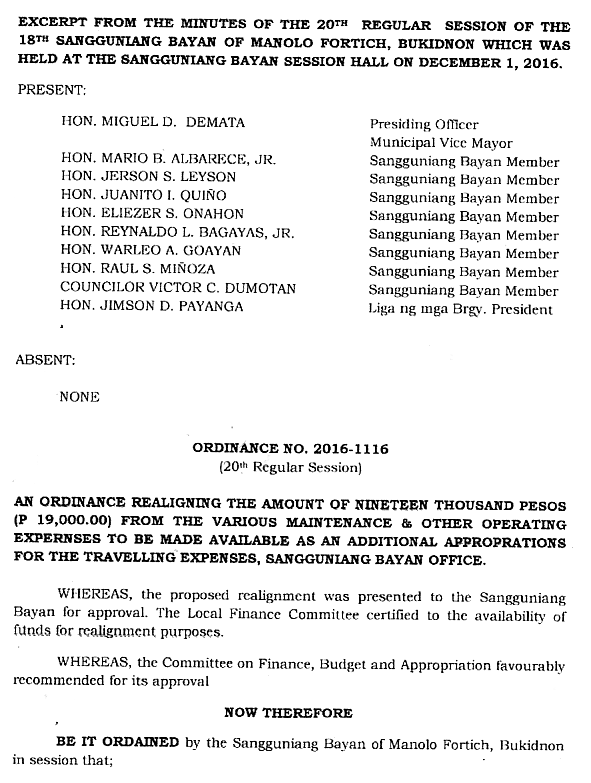 EXCERPT FROM THE MINUTES OF THE 20TH REGULAR SESSION OF THE
18TH SANGGUNIANG BAYAN OF MANOLO FORTICH, BUKIDNON WHICH WAS
HELD AT THE SANGGUNIANG BAYAN SESSION HALL ON DECEMBER 1, 2016.
PRESENT:
HON. MIGUEL D. DEMATA Presiding Officer
Municipal Vice Mayor
HON. MARIO B. ALBARECE, JR. Sangguniang Bayan Member
HON. JERSON S. LEYSON Sangguniang Bayan Member
HON. JUANITO I. QUIÑO Sangguniang Bayan Member
HON. ELIEZER S. ONAHON Sangguniang Bayan Member
HON. REYNALDO L. BAGAYAS, JR. Sangguniang Bayan Member
HON. WARLEO A. GOAYAN Sangguniang Bayan Member
HON. RAUL S. MIÑOZA Sangguniang Bayan Member
COUNCILOR VICTOR C. DUMOTAN Sangguniang Bayan Member
HON. JIMSON D. PAYANGA Liga ng mga Brgy. President
ABSENT:
NONE
ORDINANCE NO. 2016-1116
(20th Regular Session)
AN ORDINANCE REALIGNING THE AMOUNT OF NINETEEN THOUSAND PESOS
(P 19,000.00) FROM THE VARIOUS MAINTENANCE & OTHER OPERATING
EXPERNSES TO BE MADE AVAILABLE AS AN ADDITIONAL APPROPRATIONS
FOR THE TRAVELLING EXPENSES, SANGGUNIANG BAYAN OFFICE.
WHEREAS, the proposed realignment was presented to the Sangguniang
Bayan for approval. The Local Finance Committee certified to the availability of
funds for realignment purposes.
WHEREAS, the Committee on Finance, Budget and Appropriation favourably
recommended for its approval
NOW THEREFORE
BE IT ORDAINED by the Sangguniang Bayan of Manolo Fortich, Bukidnon
in session that;